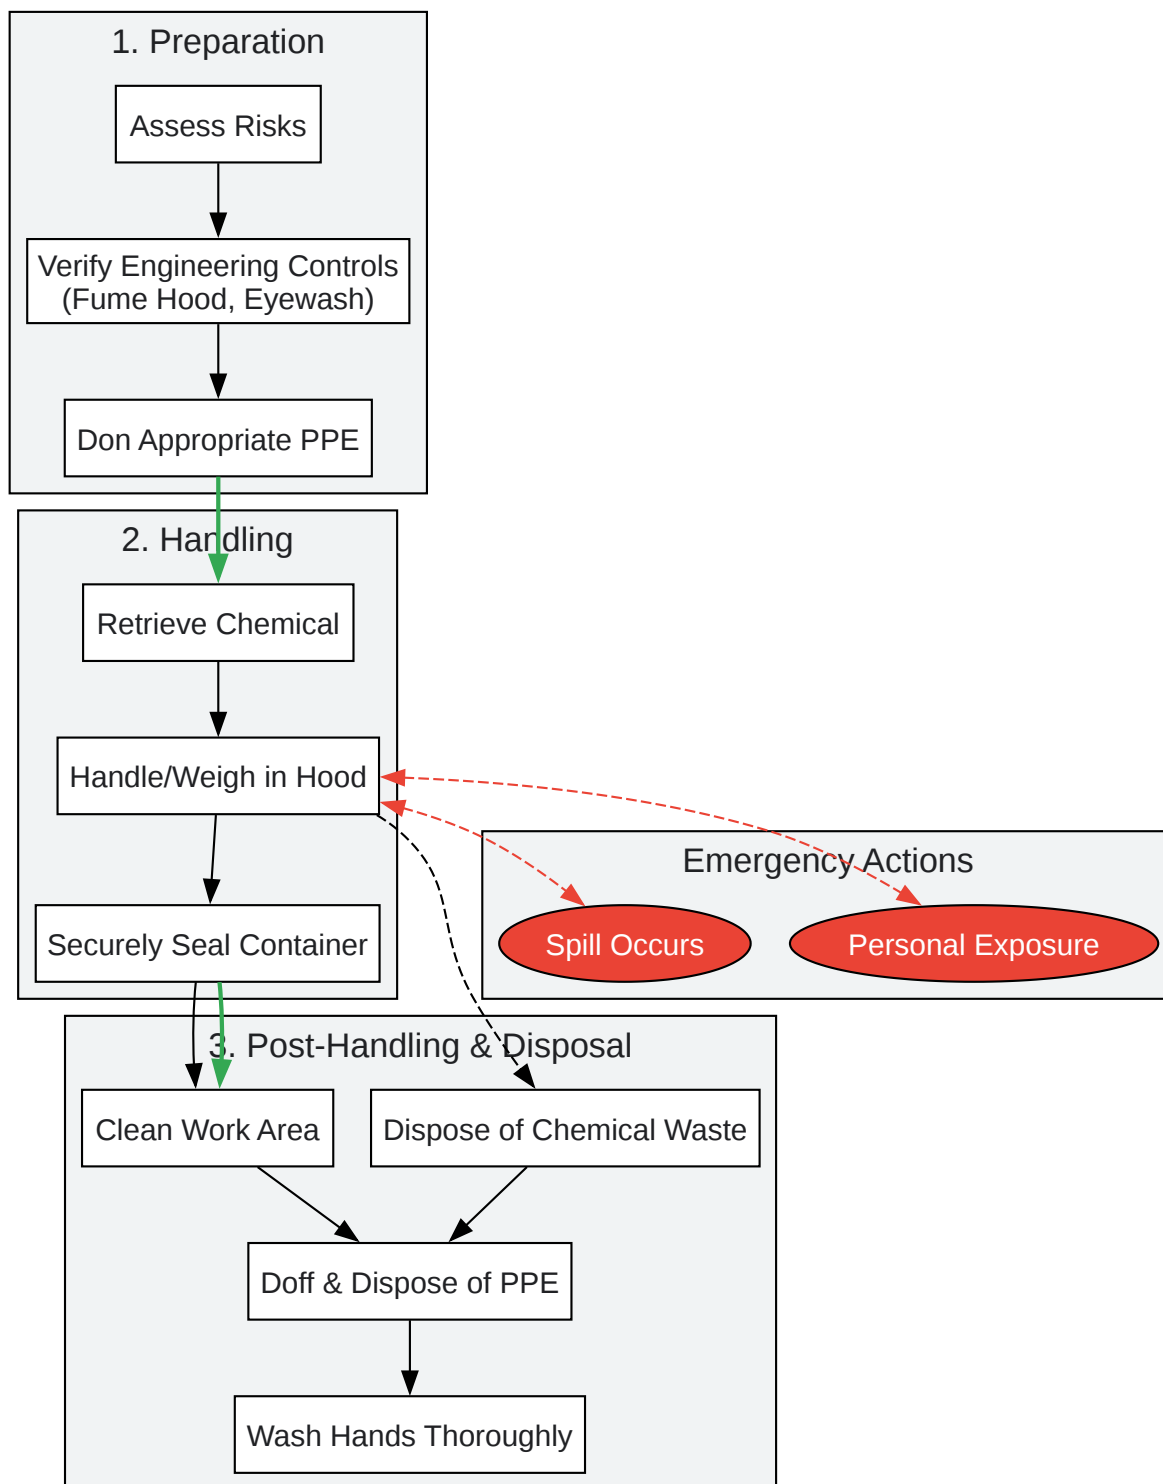 1. Preparation
Assess Risks
Verify Engineering Controls
(Fume Hood, Eyewash)
Don Appropriate PPE
2. Handling
Retrieve Chemical
Handle/Weigh in Hood
Securely Seal Container
Emergency Actions
Spill Occurs
Personal Exposure
3. Post-Handling & Disposal
Clean Work Area
Dispose of Chemical Waste
Doff & Dispose of PPE
Wash Hands Thoroughly